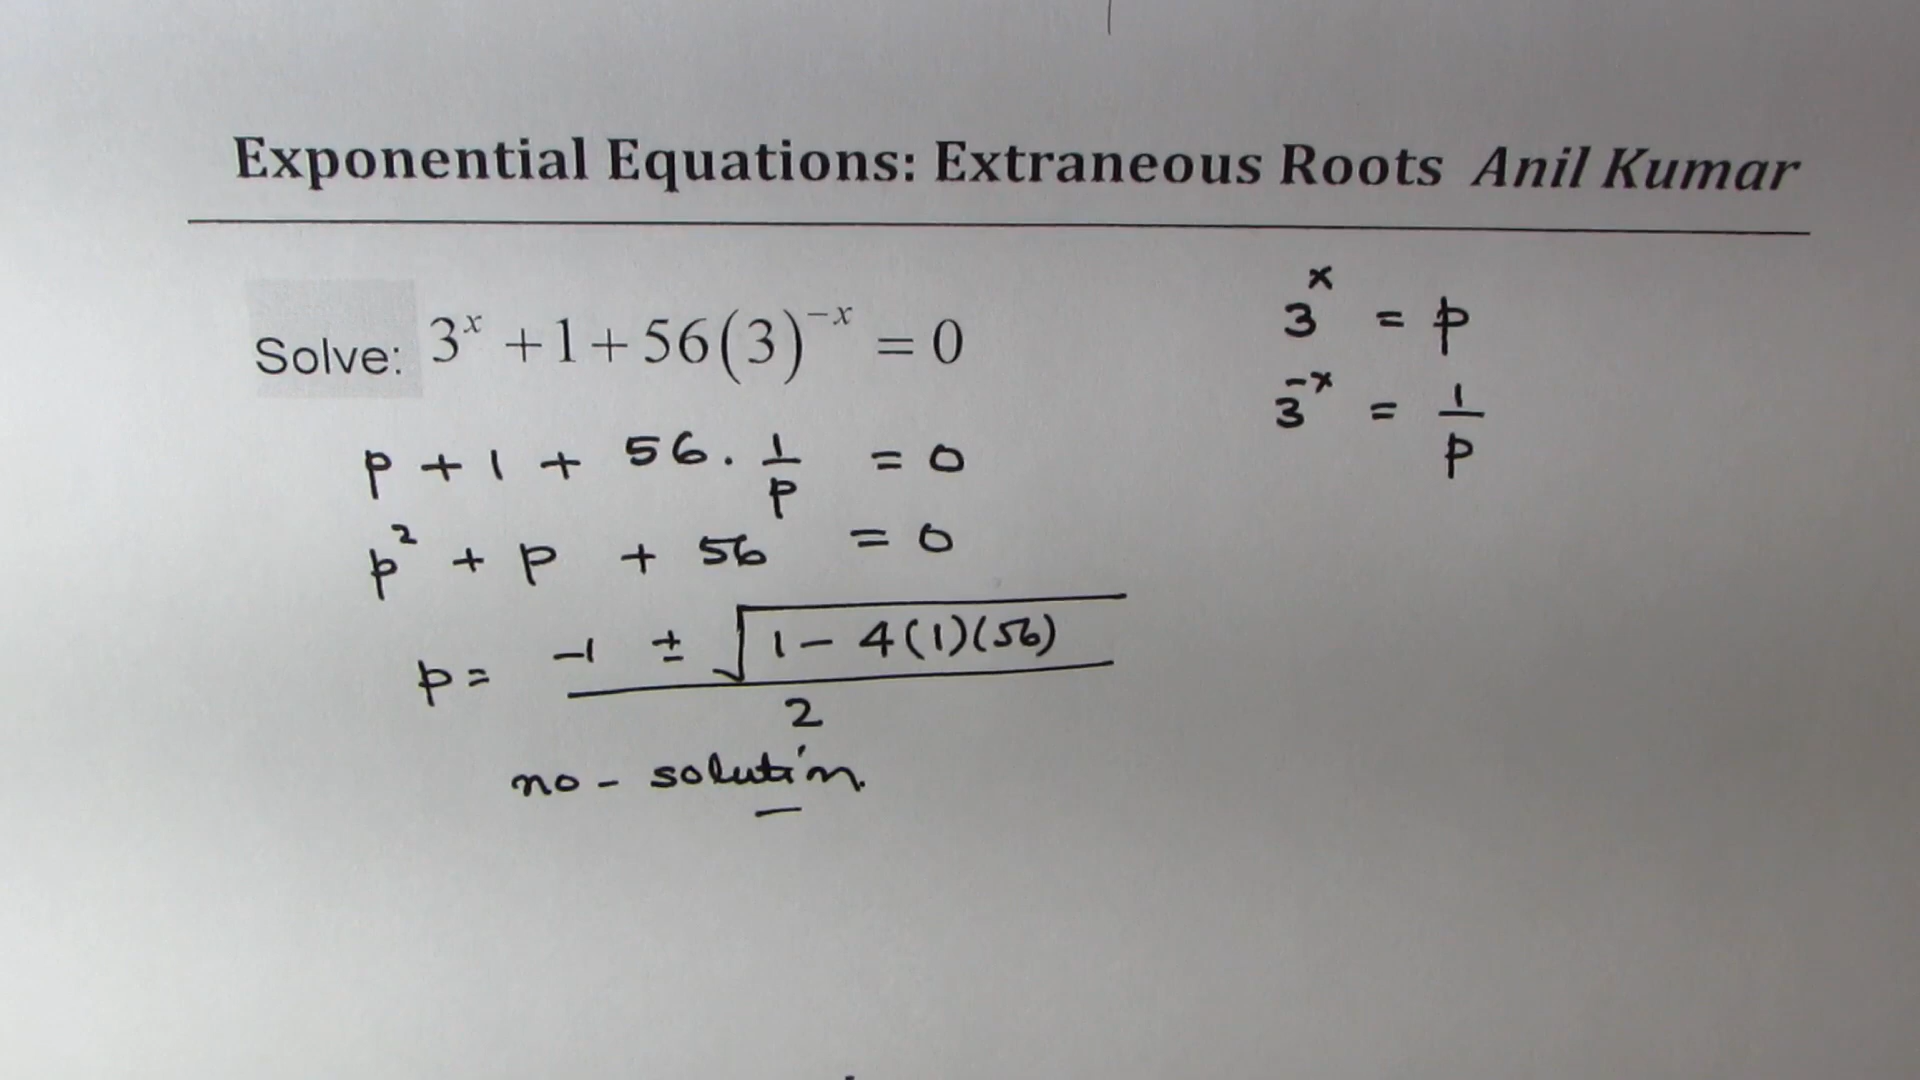 Exponential Equations: Extraneous Roots Anil Kumar
Solve: 3^x + 1 + 56(3)^-x = 0
3^x = p
3^-x = 1/p
p + 1 + 56 . 1/p = 0
p^2 + p + 56 = 0
p = (-1 ± √(1 - 4(1)(56)))/2
no - solution.